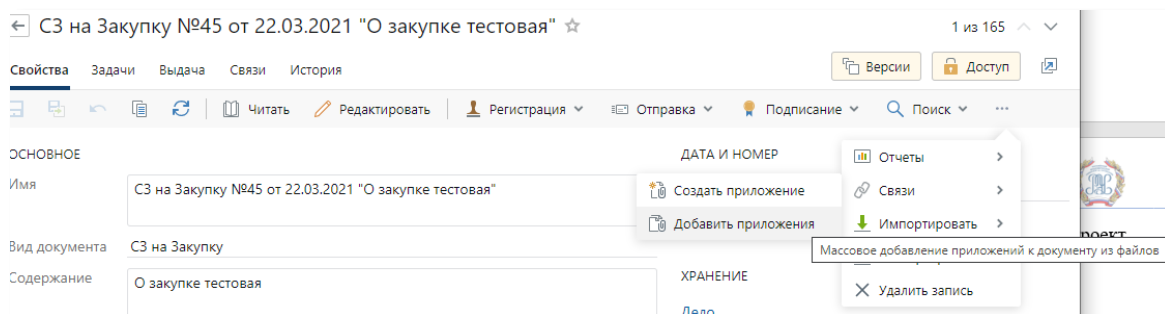 СЗ на Закупку №45 от 22.03.2021 "О закупке тестовая"
1 из 165
Свойства Задачи Выдача Связи История
Версии Доступ
Читать Редактировать Регистрация Отправка Подписание Поиск ...
ОСНОВНОЕ
ДАТА И НОМЕР
Отчеты
Имя
СЗ на Закупку №45 от 22.03.2021 "О закупке тестовая"
Создать приложение
Связи
Добавить приложения
Импортировать
Массовое добавление приложений к документу из файлов
Вид документа
СЗ на Закупку
Содержание
О закупке тестовая
ХРАНЕНИЕ
Удалить запись
Дело